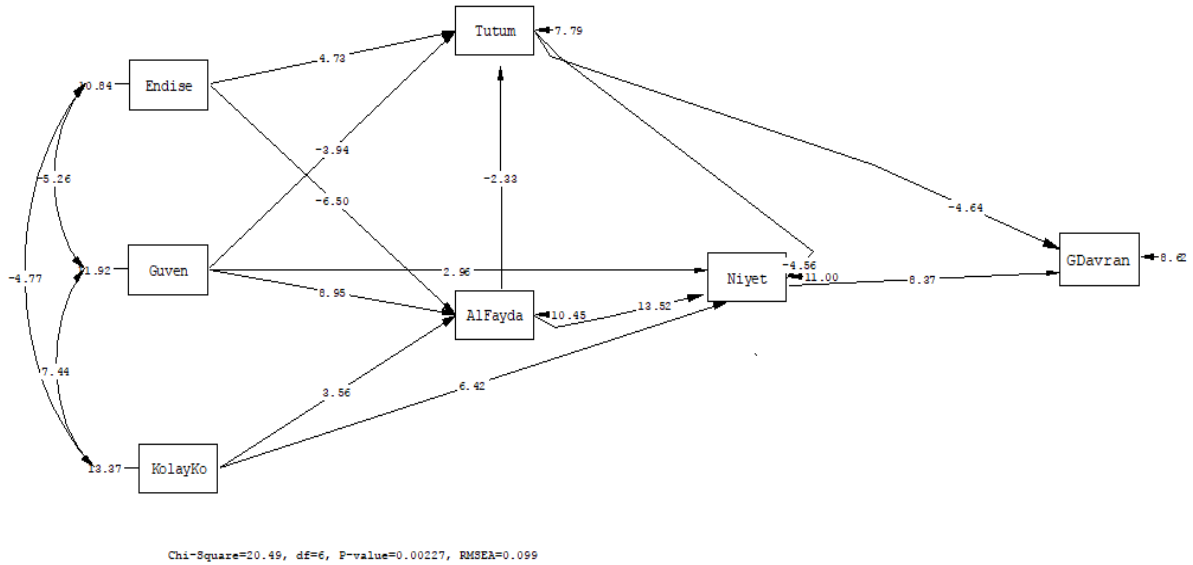 Tutum
7.79
4.73
10.84
Endise
-3.94
-5.26
-2.33
-6.50
-4.64
GDavran
8.62
1.92
Guven
2.96
-4.56
11.00
Niyet
-4.77
8.37
8.95
AlFayda
10.45
13.52
7.44
3.56
6.42
13.37
KolayKo
Chi-Square=20.49, df=6, P-value=0.00227, RMSEA=0.099